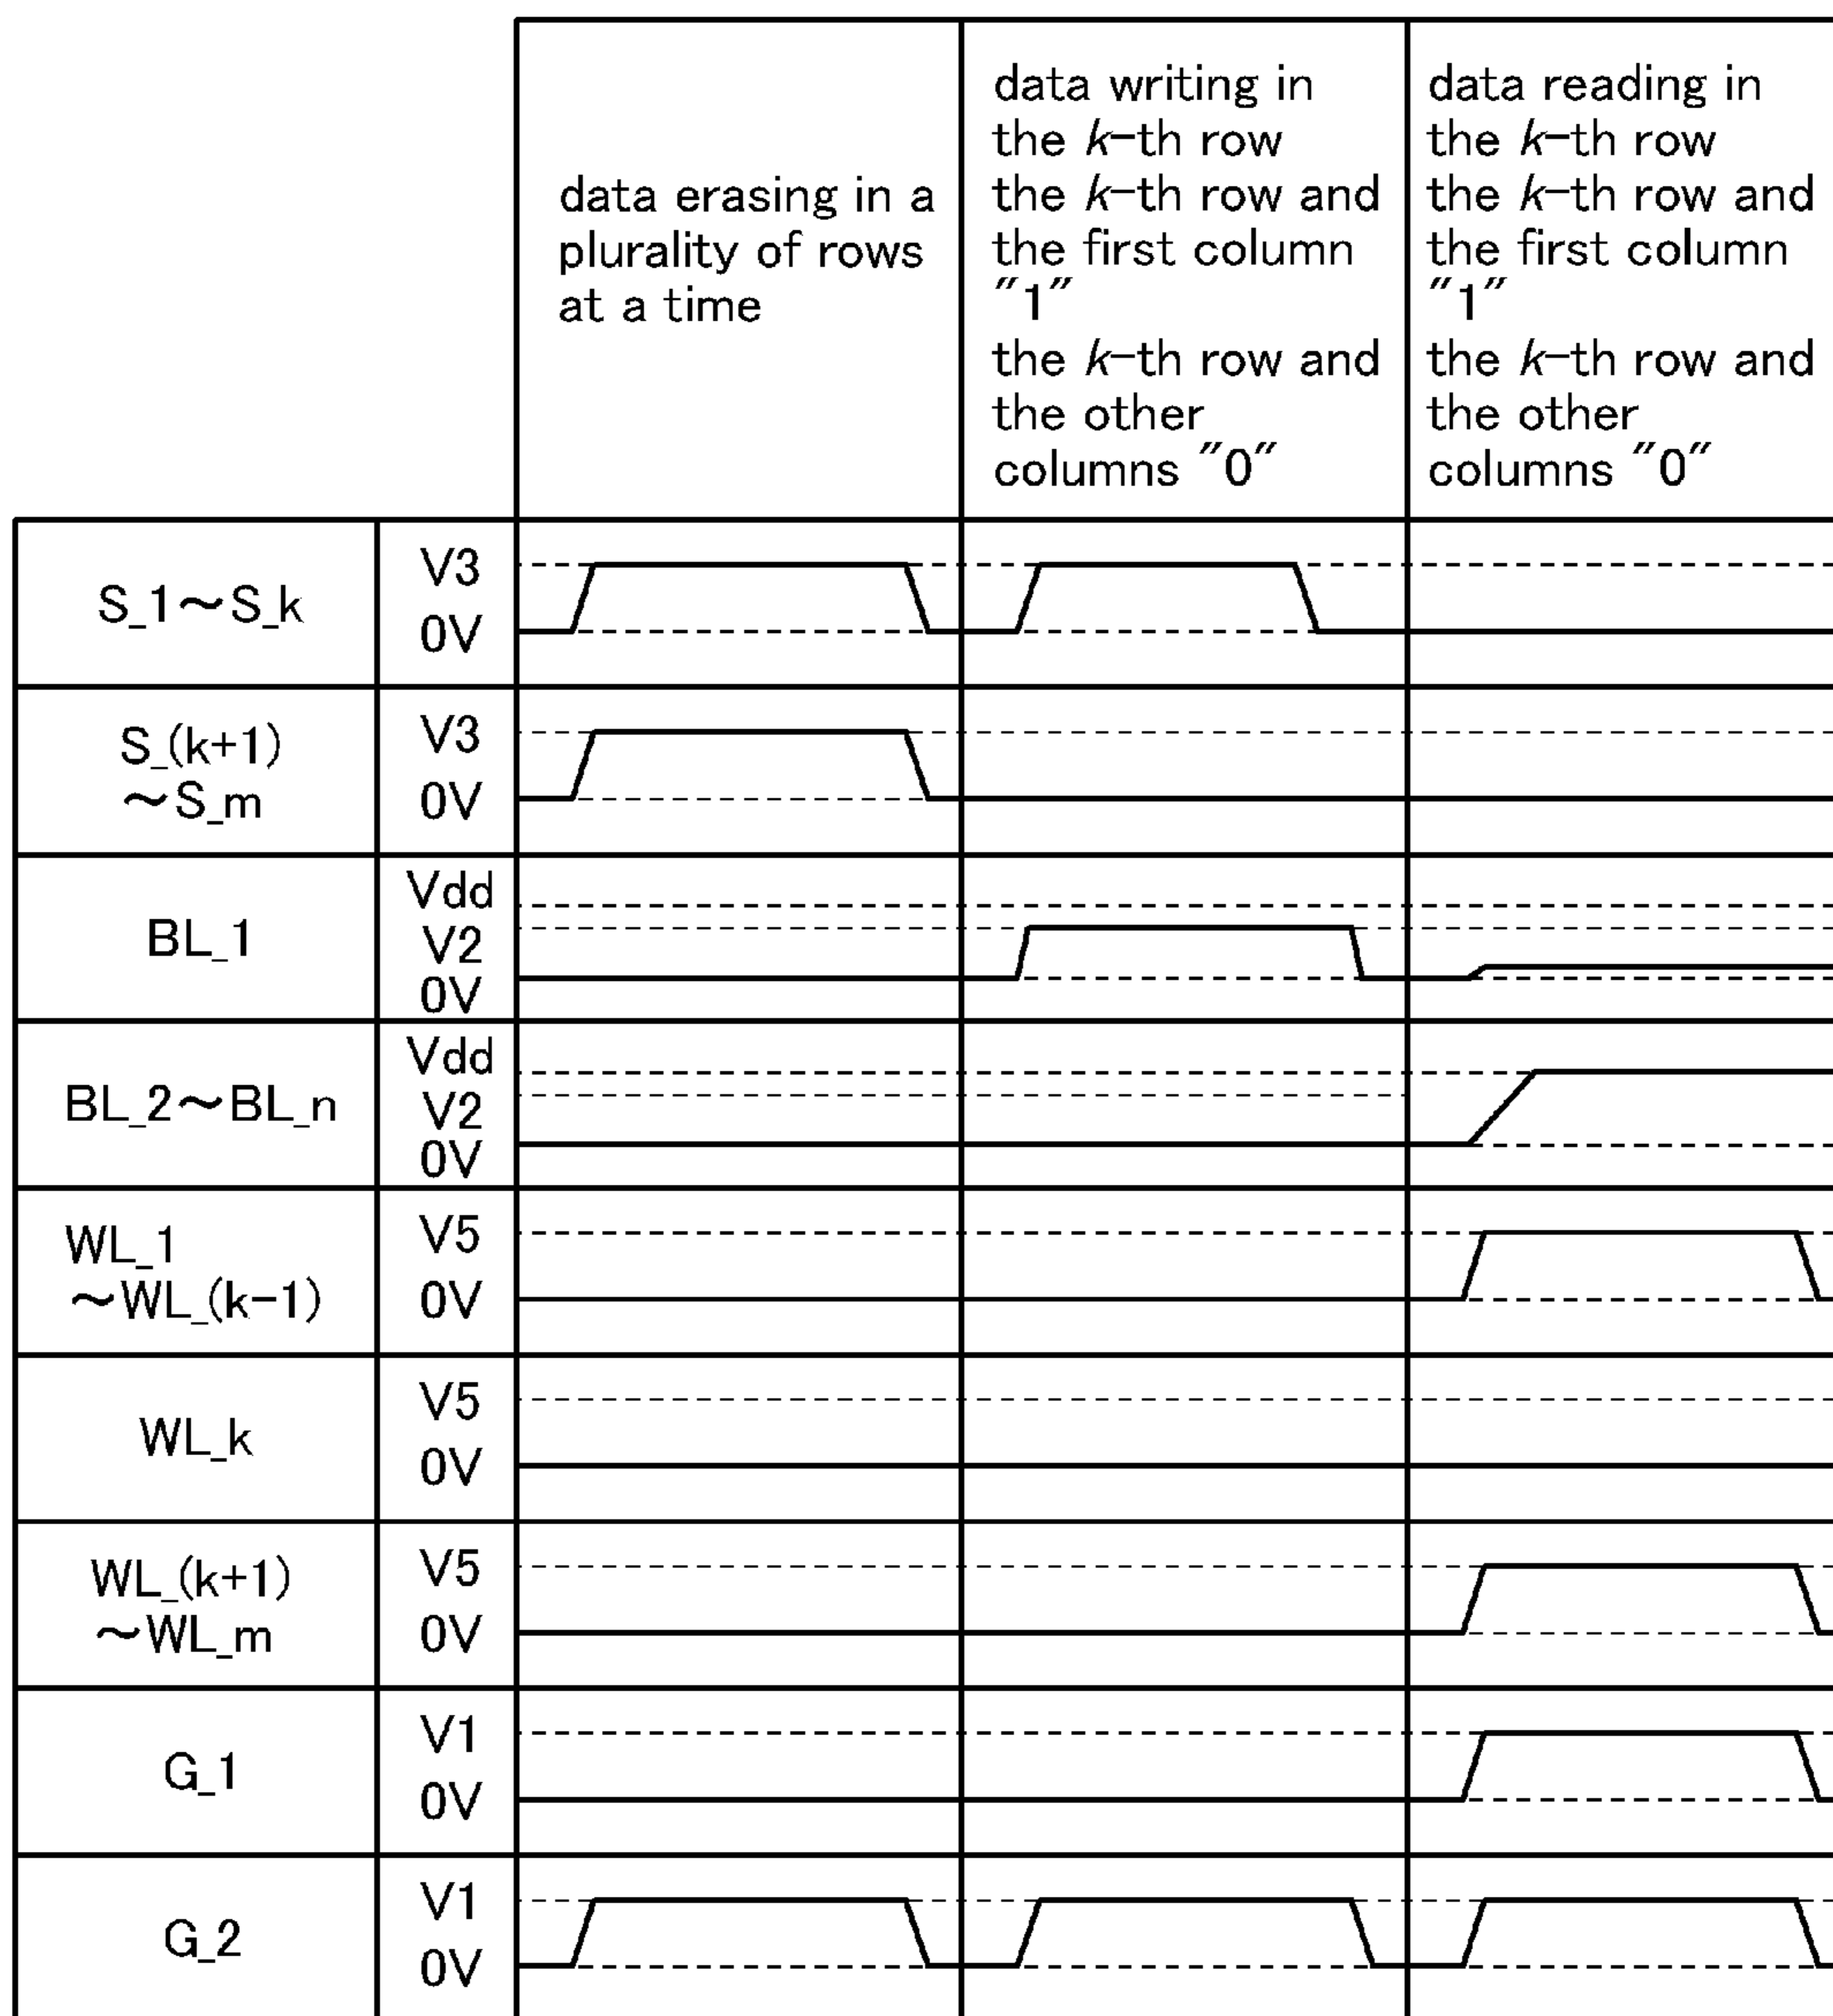 data erasing in a
plurality of rows
at a time
data writing in
the k-th row
the k-th row and
the first column
"1"
the k-th row and
the other
columns "0"
data reading in
the k-th row
the k-th row and
the first column
"1"
the k-th row and
the other
columns "0"
S_1～S_k
V3
0V
S_(k+1)
～S_m
V3
0V
BL_1
Vdd
V2
0V
BL_2～BL_n
Vdd
V2
0V
WL_1
～WL_(k-1)
V5
0V
WL_k
V5
0V
WL_(k+1)
～WL_m
V5
0V
G_1
V1
0V
G_2
V1
0V